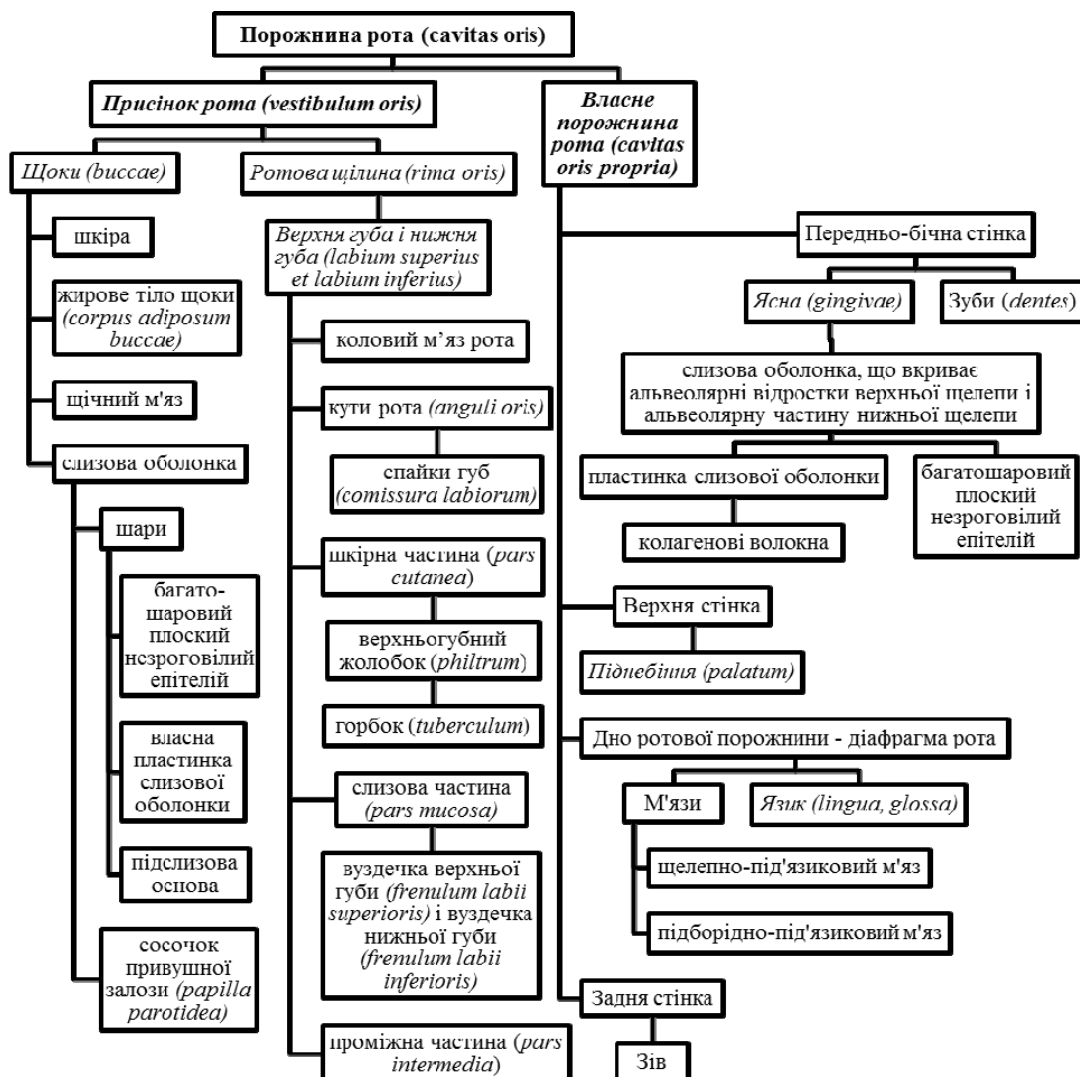 Порожнина рота (cavitas oris)
Присінок рота (vestibulum oris)
Щоки (buccae)
шкіра
жирове тіло щоки
(corpus adiposum
buccae)
щічний м'яз
слизова оболонка
шари
багато-
шаровий
плоский
незроговілий
епітелій
власна
пластинка
слизової
оболонки
підслизова
основа
сосочок
привушної
залози (papilla
parotidea)
Ротова щілина (rima oris)
Верхня губа і нижня
губа (labium superius
et labium inferius)
коловий м’яз рота
кути рота (anguli oris)
спайки губ
(comissura labiorum)
шкірна частина (pars
cutanea)
верхньогубний
жолобок (philtrum)
горбок (tuberculum)
слизова частина
(pars mucosa)
вуздечка верхньої
губи (frenulum labii
superioris) і вуздечка
нижньої губи
(frenulum labii
inferioris)
проміжна частина (pars
intermedia)
Власне
порожнина
рота (cavitas
oris propria)
Передньо-бічна стінка
Ясна (gingivae)
Зуби (dentes)
слизова оболонка, що вкриває
альвеолярні відростки верхньої щелепи і
альвеолярну частину нижньої щелепи
пластинка слизової оболонки
колагенові волокна
багатошаровий
плоский
незроговілий
епітелій
Верхня стінка
Піднебіння (palatum)
Дно ротової порожнини - діафрагма рота
М'язи
Язик (lingua, glossa)
щелепно-під'язиковий м'яз
підборідно-під'язиковий м'яз
Задня стінка
Зів